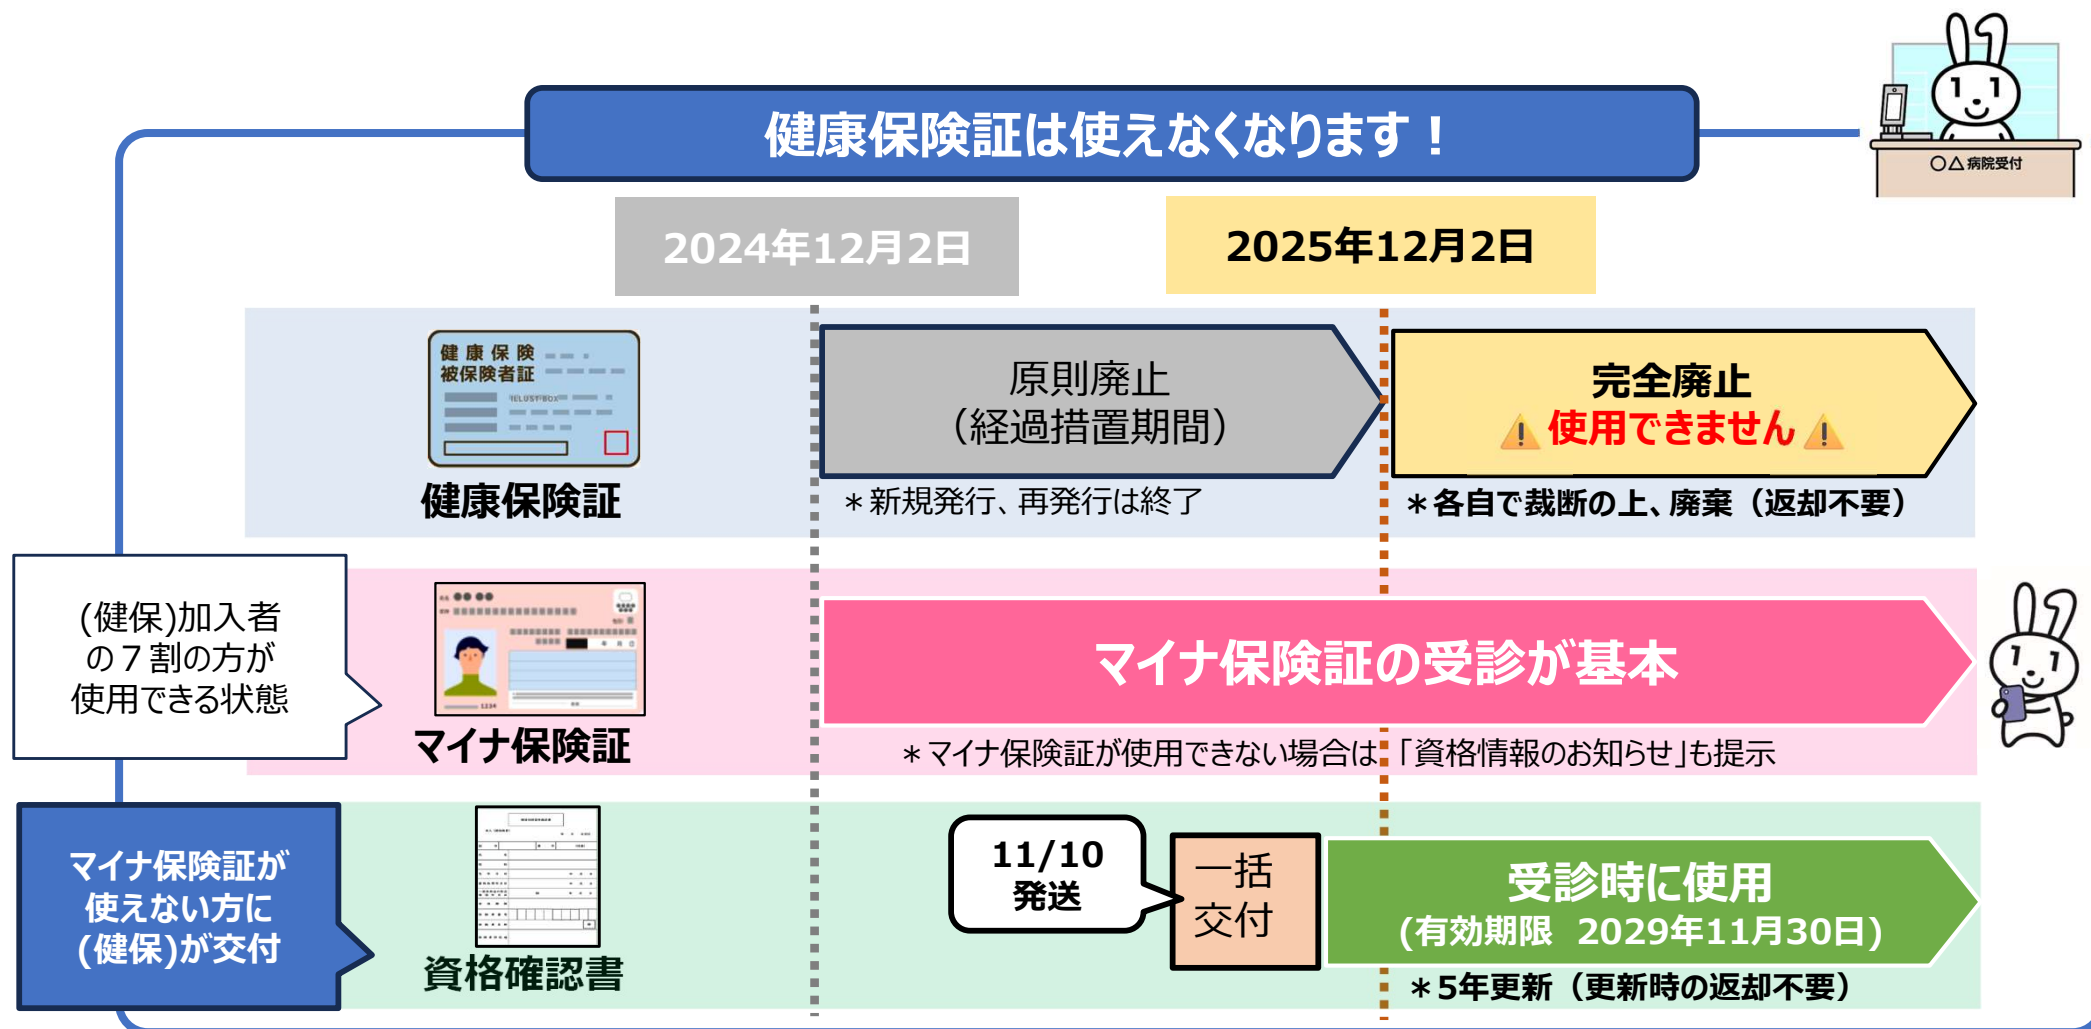 健康保険証は使えなくなります！
〇△病院受付
2024年12月2日
2025年12月2日
健康保険
被保険者証
ILLUST BOX
健康保険証
原則廃止
（経過措置期間）
＊新規発行、再発行は終了
完全廃止
使用できません
＊各自で裁断の上、廃棄（返却不要）
(健保)加入者
の７割の方が
使用できる状態
1234
マイナ保険証
マイナ保険証の受診が基本
＊マイナ保険証が使用できない場合は「資格情報のお知らせ」も提示
マイナ保険証が
使えない方に
(健保)が交付
資格確認書
11/10
発送
一括
交付
受診時に使用
(有効期限 2029年11月30日)
＊5年更新（更新時の返却不要）